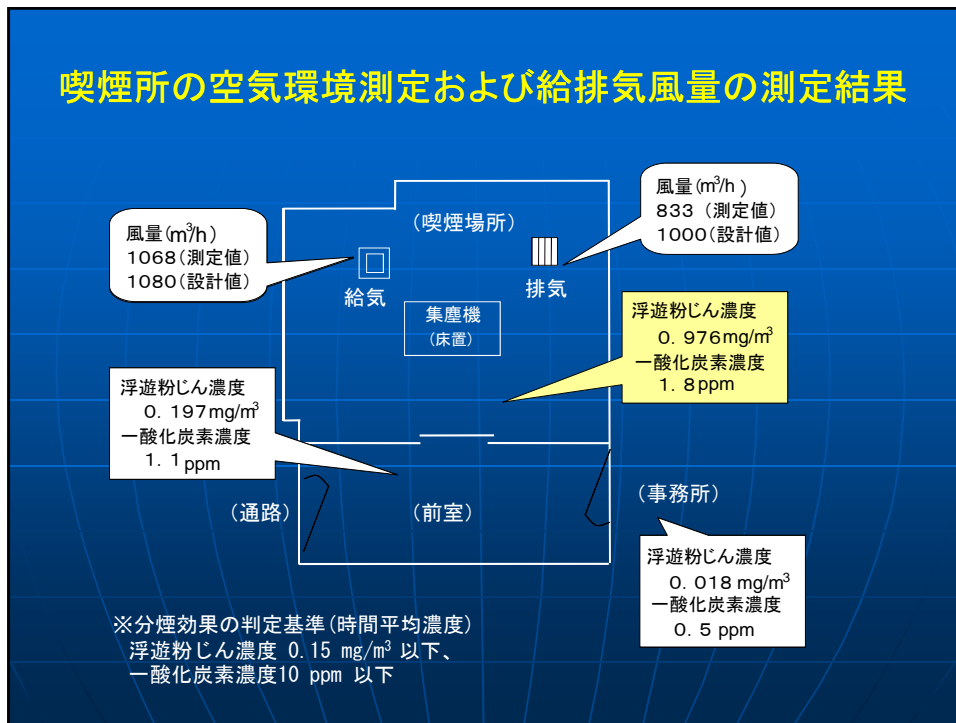 喫煙所の空気環境測定および給排気風量の測定結果
風量(m³/h)
833 (測定値)
1000(設計値)
(喫煙場所)
風量(m³/h)
1068(測定値)
1080(設計値)
給気
排気
集塵機
(床置)
浮遊粉じん濃度
0. 976mg/m³
一酸化炭素濃度
1. 8ppm
浮遊粉じん濃度
0. 197mg/m³
一酸化炭素濃度
1. 1ppm
(通路)
(前室)
(事務所)
浮遊粉じん濃度
0. 018 mg/m³
一酸化炭素濃度
0. 5 ppm
※分煙効果の判定基準(時間平均濃度)
浮遊粉じん濃度 0.15 mg/m³ 以下、
一酸化炭素濃度10 ppm 以下